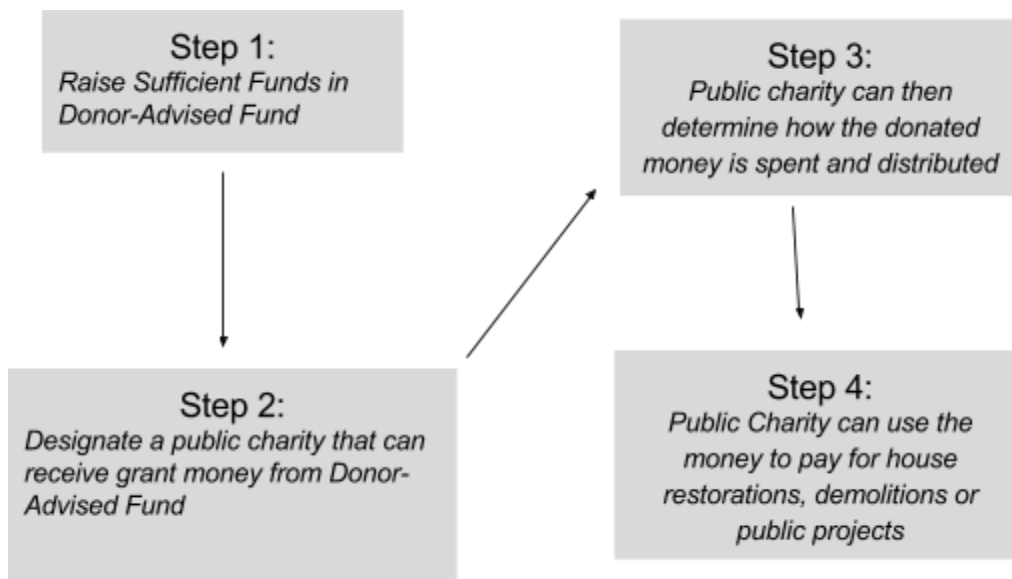 Step 1:
Raise Sufficient Funds in
Donor-Advised Fund
Step 2:
Designate a public charity that can
receive grant money from Donor-
Advised Fund
Step 3:
Public charity can then
determine how the donated
money is spent and distributed
Step 4:
Public Charity can use the
money to pay for house
restorations, demolitions or
public projects